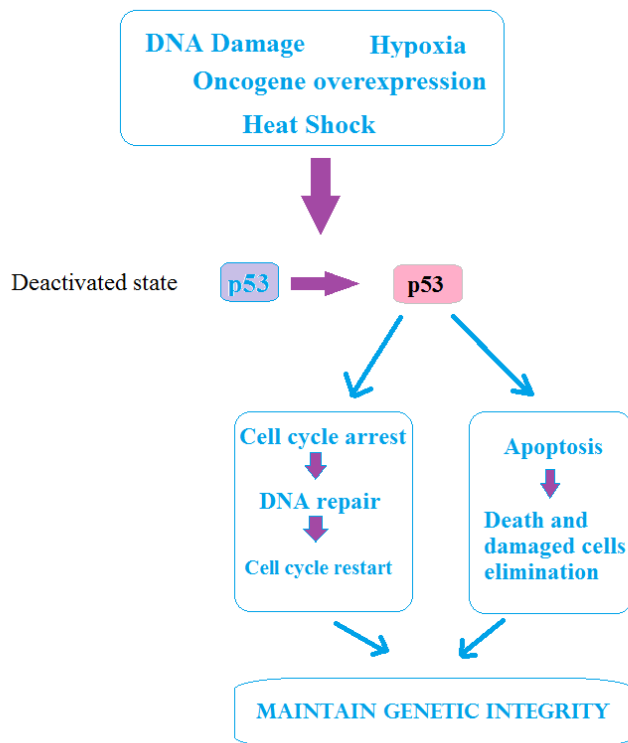 DNA Damage
Hypoxia
Oncogene overexpression
Heat Shock
Deactivated state
p53
p53
Cell cycle arrest
DNA repair
Cell cycle restart
Apoptosis
Death and
damaged cells
elimination
MAINTAIN GENETIC INTEGRITY